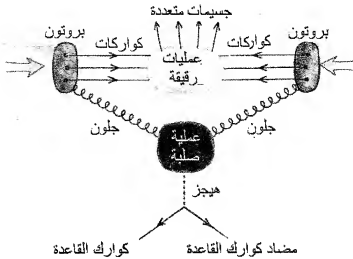 جسيمات متعددة
بروتون
كواركات
كواركات
بروتون
عمليات
رقيقة
جلون
جلون
عملية
صلبة
هيجز
مضاد كوارك القاعدة
كوارك القاعدة